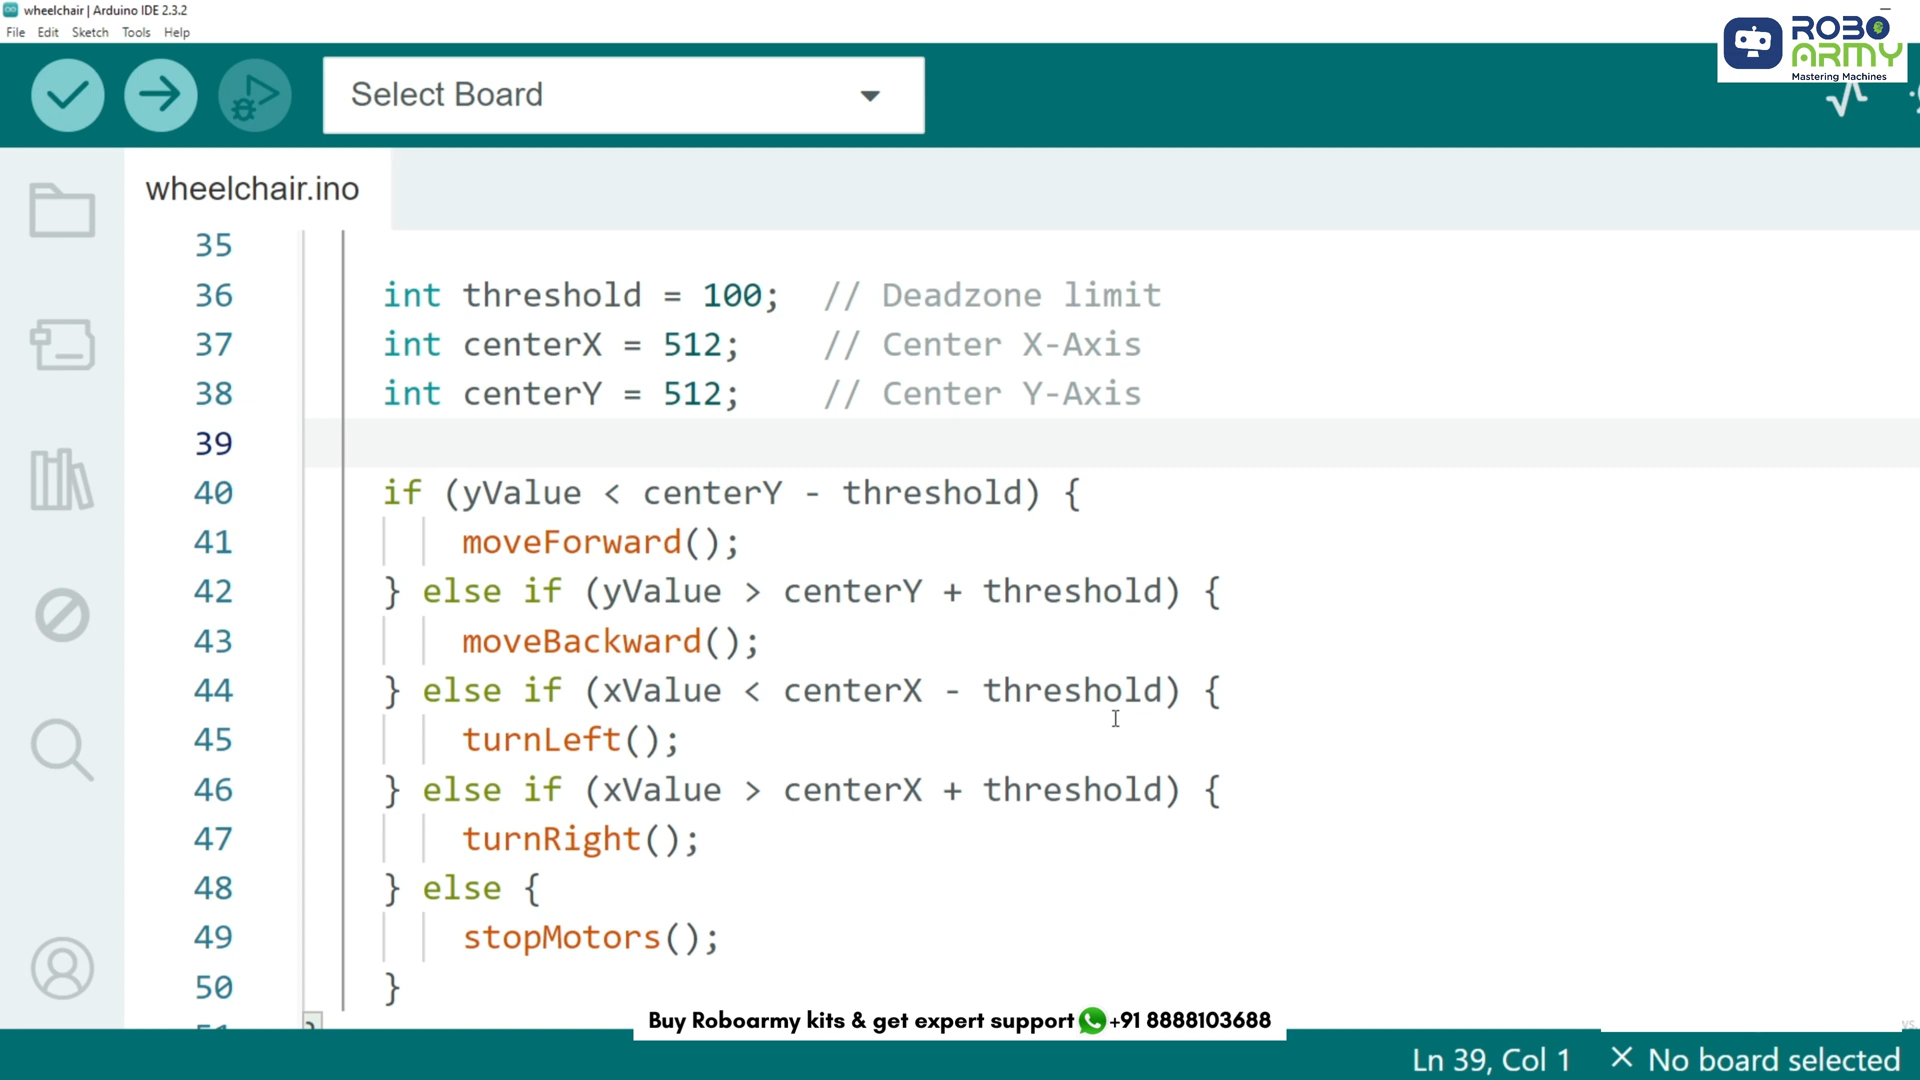 wheelchair | Arduino IDE 2.3.2
File Edit Sketch Tools Help
ROBO
ARMY
Mastering Machines
Select Board
wheelchair.ino
35
36 int threshold = 100; // Deadzone limit
37 int centerX = 512; // Center X-Axis
38 int centerY = 512; // Center Y-Axis
39
40 if (yValue < centerY - threshold) {
41 moveForward();
42 } else if (yValue > centerY + threshold) {
43 moveBackward();
44 } else if (xValue < centerX - threshold) {
45 turnLeft();
46 } else if (xValue > centerX + threshold) {
47 turnRight();
48 } else {
49 stopMotors();
50 }
Buy Roboarmy kits & get expert support +91 8888103688
Ln 39, Col 1 × No board selected